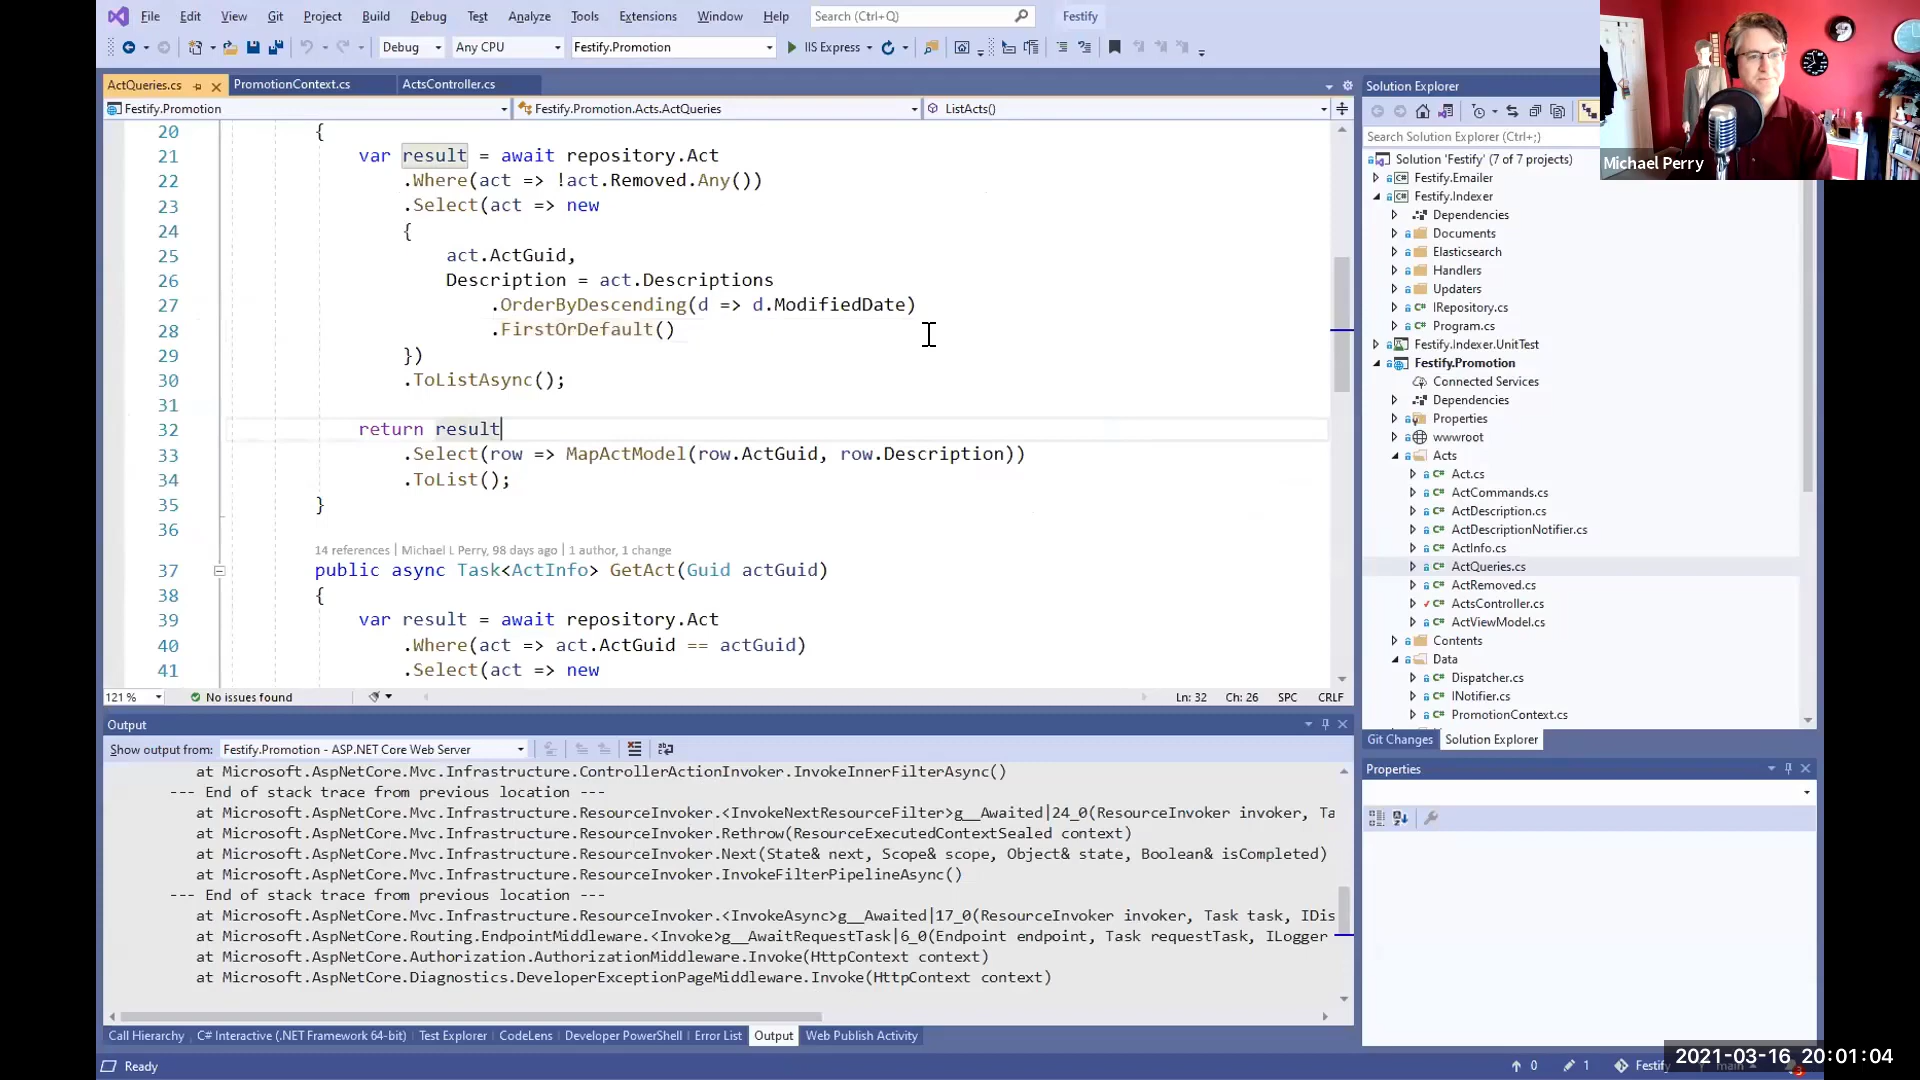 File Edit View Git Project Build Debug Test Analyze Tools Extensions Window Help Search (Ctrl+Q) Festify
Debug Any CPU Festify.Promotion IIS Express
ActQueries.cs PromotionContext.cs ActsController.cs
Festify.Promotion Festify.Promotion.Acts.ActQueries ListActs()
20 {
21 var result = await repository.Act
22 .Where(act => !act.Removed.Any())
23 .Select(act => new
24 {
25 act.ActGuid,
26 Description = act.Descriptions
27 .OrderByDescending(d => d.ModifiedDate)
28 .FirstOrDefault()
29 })
30 .ToListAsync();
31
32 return result
33 .Select(row => MapActModel(row.ActGuid, row.Description))
34 .ToList();
35 }
36
14 references | Michael L Perry, 98 days ago | 1 author, 1 change
37 public async Task<ActInfo> GetAct(Guid actGuid)
38 {
39 var result = await repository.Act
40 .Where(act => act.ActGuid == actGuid)
41 .Select(act => new
121 % No issues found Ln: 32 Ch: 26 SPC CRLF
Output
Show output from: Festify.Promotion - ASP.NET Core Web Server
at Microsoft.AspNetCore.Mvc.Infrastructure.ControllerActionInvoker.InvokeInnerFilterAsync()
--- End of stack trace from previous location ---
at Microsoft.AspNetCore.Mvc.Infrastructure.ResourceInvoker.<InvokeNextResourceFilter>g__Awaited|24_0(ResourceInvoker invoker, Ta
at Microsoft.AspNetCore.Mvc.Infrastructure.ResourceInvoker.Rethrow(ResourceExecutedContextSealed context)
at Microsoft.AspNetCore.Mvc.Infrastructure.ResourceInvoker.Next(State& next, Scope& scope, Object& state, Boolean& isCompleted)
at Microsoft.AspNetCore.Mvc.Infrastructure.ResourceInvoker.InvokeFilterPipelineAsync()
--- End of stack trace from previous location ---
at Microsoft.AspNetCore.Mvc.Infrastructure.ResourceInvoker.<InvokeAsync>g__Awaited|17_0(ResourceInvoker invoker, Task task, IDis
at Microsoft.AspNetCore.Routing.EndpointMiddleware.<Invoke>g__AwaitRequestTask|6_0(Endpoint endpoint, Task requestTask, ILogger
at Microsoft.AspNetCore.Authorization.AuthorizationMiddleware.Invoke(HttpContext context)
at Microsoft.AspNetCore.Diagnostics.DeveloperExceptionPageMiddleware.Invoke(HttpContext context)
Call Hierarchy C# Interactive (.NET Framework 64-bit) Test Explorer CodeLens Developer PowerShell Error List Output Web Publish Activity
Ready 0 1 Festify main
Solution Explorer
Search Solution Explorer (Ctrl+;)
Solution 'Festify' (7 of 7 projects)
Festify.Emailer
Festify.Indexer
Dependencies
Documents
Elasticsearch
Handlers
Updaters
IRepository.cs
Program.cs
Festify.Indexer.UnitTest
Festify.Promotion
Connected Services
Dependencies
Properties
wwwroot
Acts
Act.cs
ActCommands.cs
ActDescription.cs
ActDescriptionNotifier.cs
ActInfo.cs
ActQueries.cs
ActRemoved.cs
ActsController.cs
ActViewModel.cs
Contents
Data
Dispatcher.cs
INotifier.cs
PromotionContext.cs
Git Changes Solution Explorer
Properties
Michael Perry
2021-03-16 20:01:04